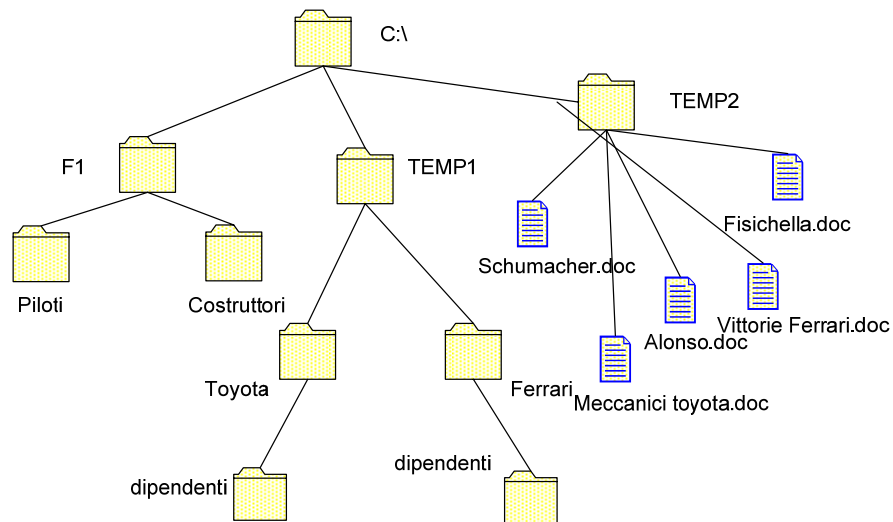 C:\
TEMP2
F1
TEMP1
Fisichella.doc
Schumacher.doc
Piloti
Costruttori
Vittorie Ferrari.doc
Alonso.doc
Toyota
Ferrari
Meccanici toyota.doc
dipendenti
dipendenti